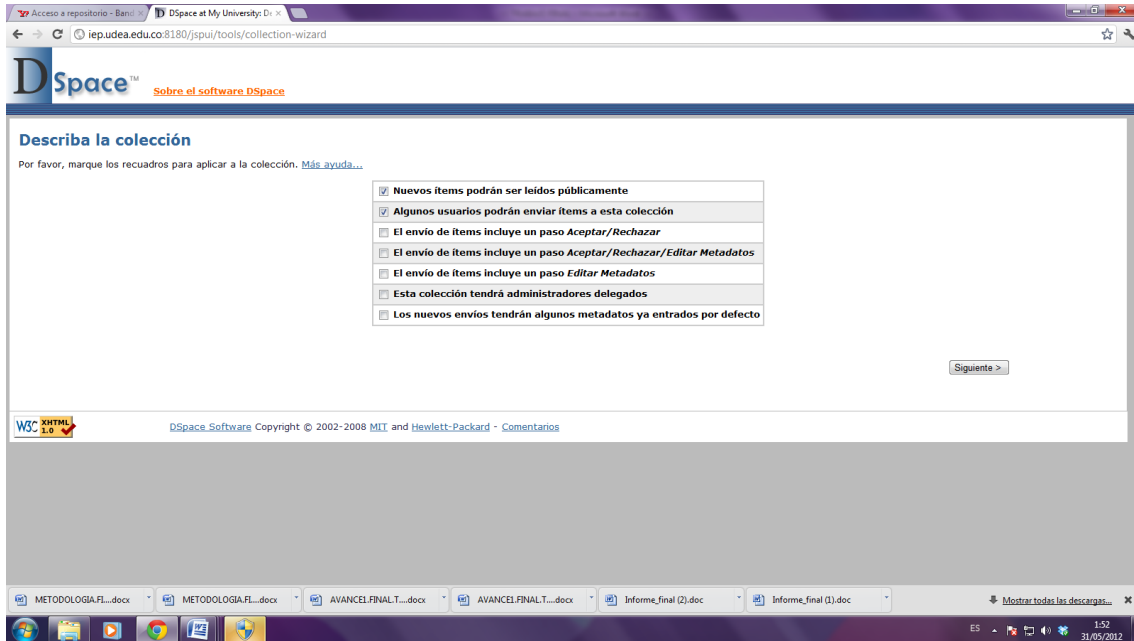 Acceso a repositorio - Band
DSpace at My University: D
iep.udea.edu.co:8180/jspui/tools/collection-wizard
DSpace™
Sobre el software DSpace
Describa la colección
Por favor, marque los recuadros para aplicar a la colección. Más ayuda...
Nuevos ítems podrán ser leídos públicamente
Algunos usuarios podrán enviar ítems a esta colección
El envío de ítems incluye un paso Aceptar/Rechazar
El envío de ítems incluye un paso Aceptar/Rechazar/Editar Metadatos
El envío de ítems incluye un paso Editar Metadatos
Esta colección tendrá administradores delegados
Los nuevos envíos tendrán algunos metadatos ya entrados por defecto
Siguiente >
W3C XHTML 1.0
DSpace Software Copyright © 2002-2008 MIT and Hewlett-Packard - Comentarios
METODOLOGIA.FI....docx
METODOLOGIA.FI....docx
AVANCE1.FINAL.T....docx
AVANCE1.FINAL.T....docx
Informe_final (2).doc
Informe_final (1).doc
Mostrar todas las descargas...
ES
1:52
31/05/2012